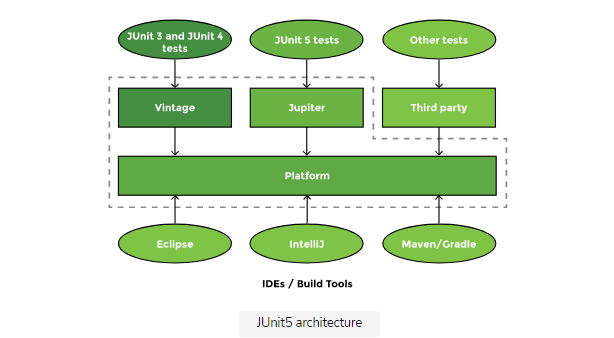 JUnit 3 and JUnit 4
tests
JUnit 5 tests
Other tests
Vintage
Jupiter
Third party
Platform
Eclipse
IntelliJ
Maven/Gradle
IDEs / Build Tools
JUnit5 architecture